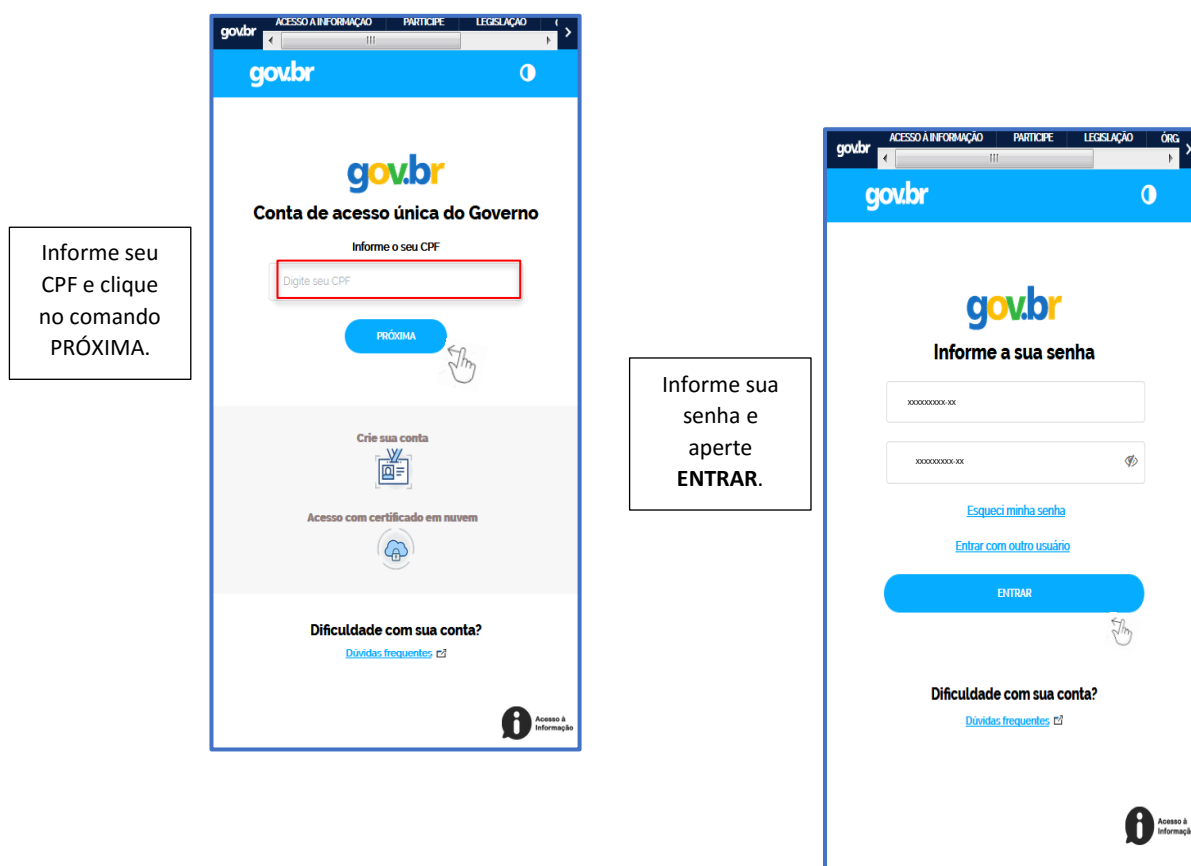 Informe seu
CPF e clique
no comando
PRÓXIMA.
gov.br
ACESSO A INFORMAÇÃO PARTICIPE LEGISLAÇÃO
gov.br
gov.br
Conta de acesso única do Governo
Informe o seu CPF
Digite seu CPF
PRÓXIMA
Crie sua conta
Acesso com certificado em nuvem
Dificuldade com sua conta?
Dúvidas frequentes
Acesso à
Informação
Informe sua
senha e
aperte
ENTRAR.
gov.br
ACESSO À INFORMAÇÃO PARTICIPE LEGISLAÇÃO ÓRG
gov.br
gov.br
Informe a sua senha
xxxxxxxxx-xx
xxxxxxxxx-xx
Esqueci minha senha
Entrar com outro usuário
ENTRAR
Dificuldade com sua conta?
Dúvidas frequentes
Acesso à
Informaçã